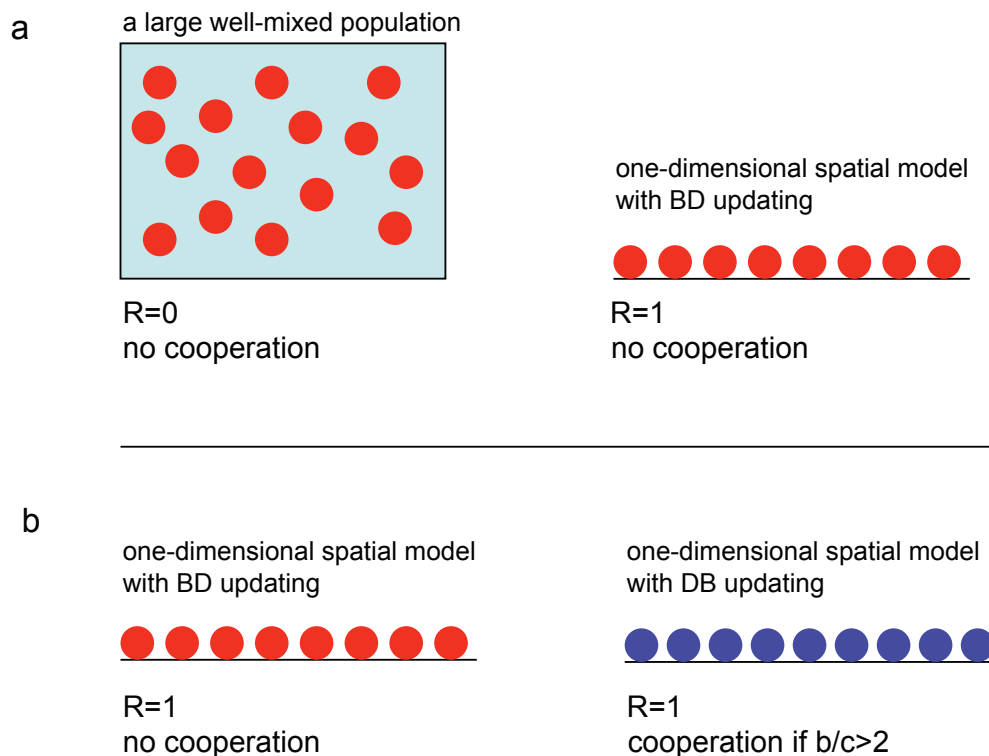 a
a large well-mixed population
R=0
no cooperation
one-dimensional spatial model
with BD updating
R=1
no cooperation
b
one-dimensional spatial model
with BD updating
R=1
no cooperation
one-dimensional spatial model
with DB updating
R=1
cooperation if b/c>2